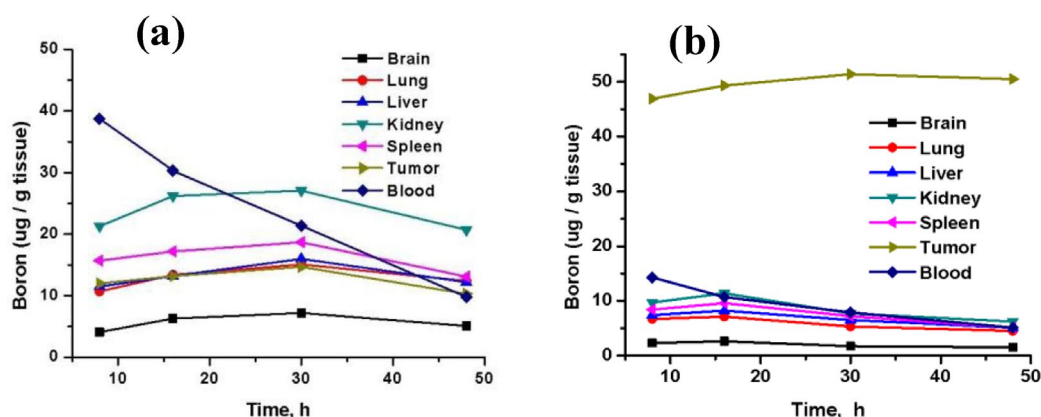 (a)
Boron (ug / g tissue)
50
40
30
20
10
0
10
20
30
40
50
Time, h
Brain
Lung
Liver
Kidney
Spleen
Tumor
Blood
(b)
Boron (ug / g tissue)
50
40
30
20
10
0
10
20
30
40
50
Time, h
Brain
Lung
Liver
Kidney
Spleen
Tumor
Blood